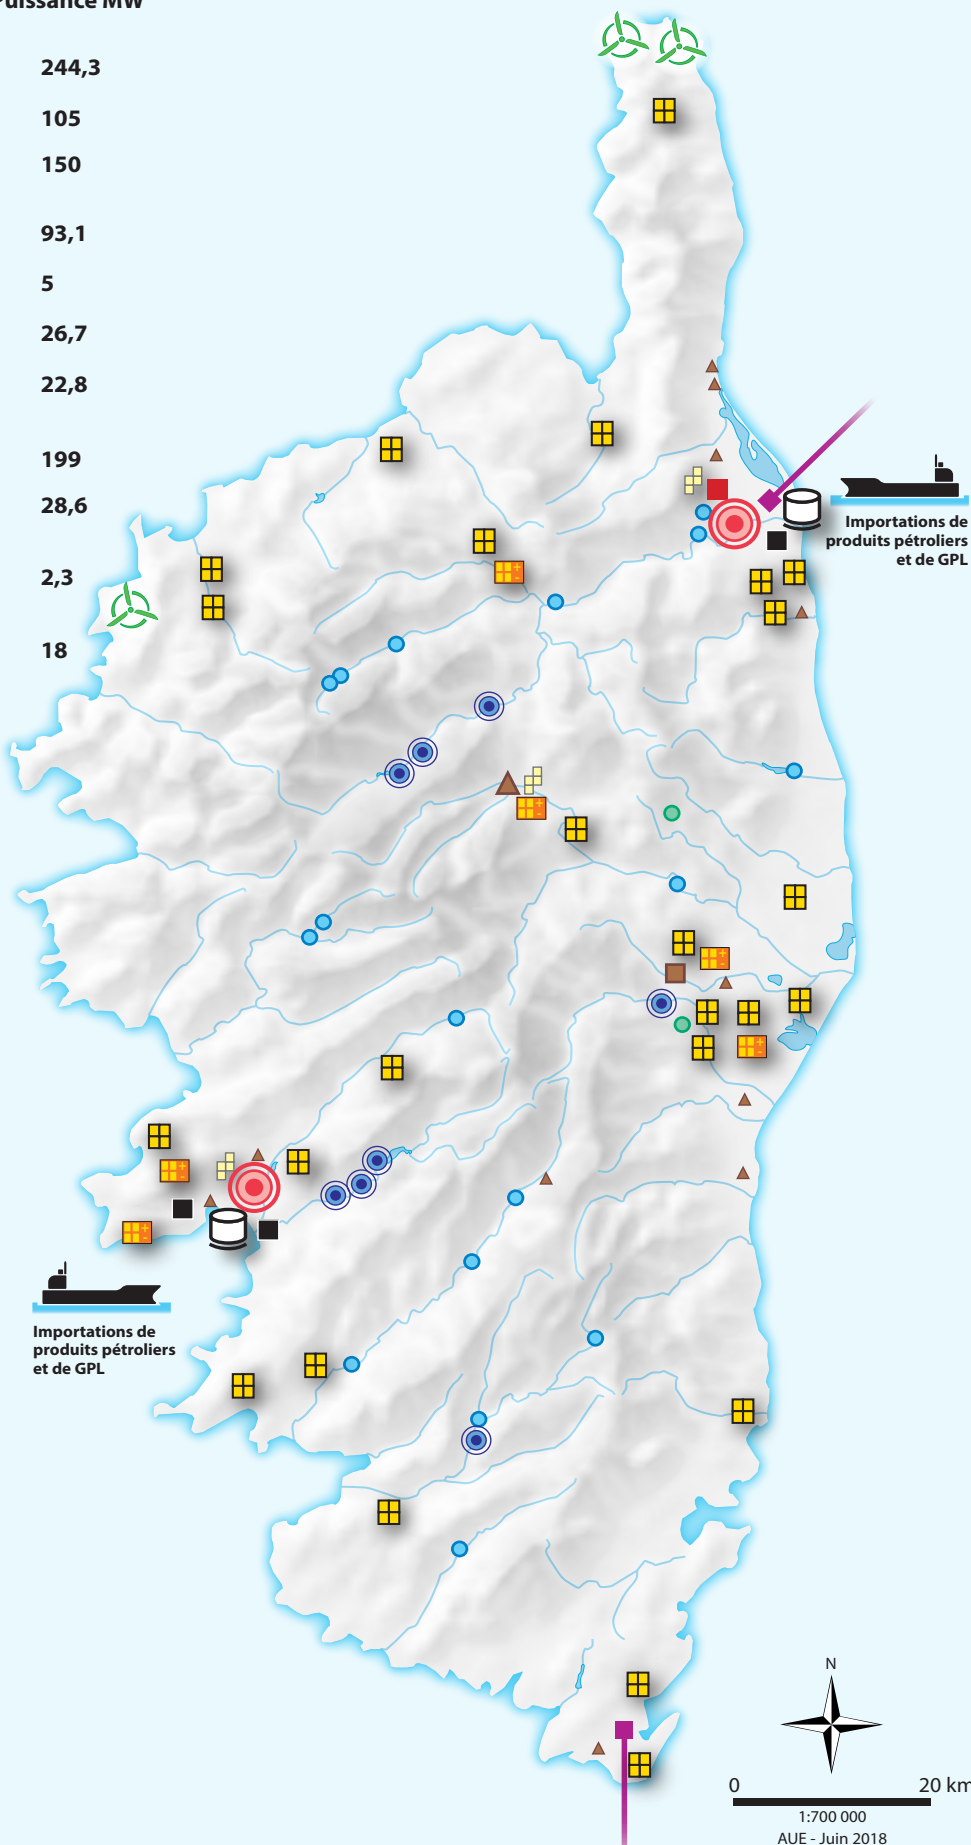 Puissance MW
244,3
105
150
93,1
5
26,7
22,8
199
28,6
2,3
18
Importations de
produits pétroliers
et de GPL
Importations de
produits pétroliers
et de GPL
N
0 20 km
1:700 000
AUE - Juin 2018